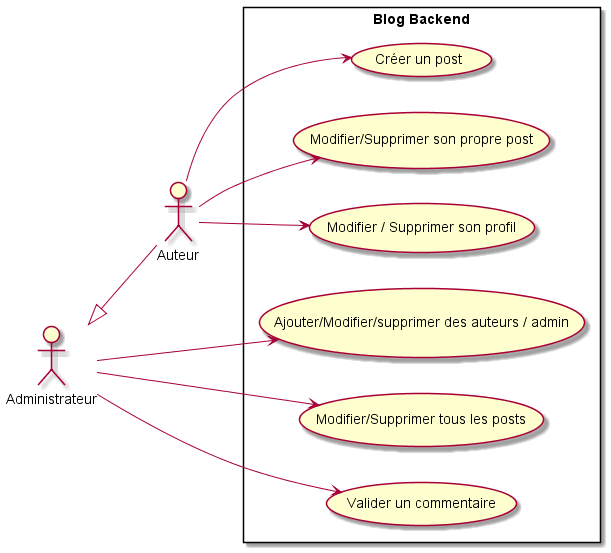 Blog Backend
Créer un post
Modifier/Supprimer son propre post
Modifier / Supprimer son profil
Auteur
Ajouter/Modifier/supprimer des auteurs / admin
Administrateur
Modifier/Supprimer tous les posts
Valider un commentaire